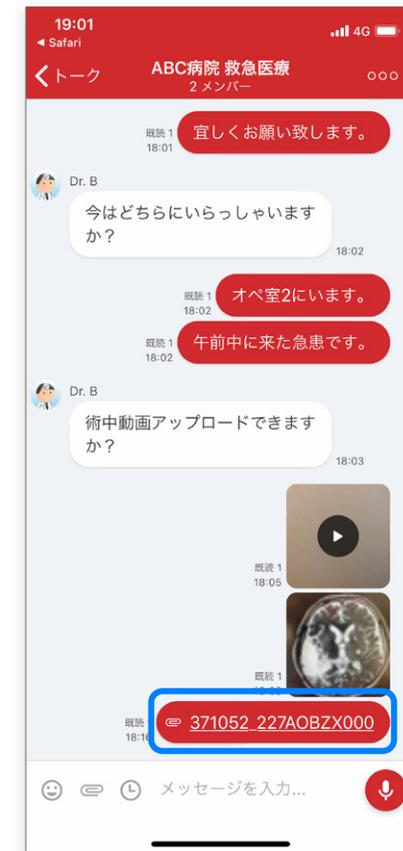 19:01
4G
◀ Safari
トーク
ABC病院 救急医療
2 メンバー
宜しくお願い致します。
既読 1
18:01
Dr. B
今はどちらにいらっしゃいます
か?
18:02
オペ室2にいます。
既読 1
18:02
午前中に来た急患です。
既読 1
18:02
Dr. B
術中動画アップロードできます
か?
18:03
既読 1
18:05
既読 1
既読
371052_227AOBZX000
メッセージを入力...